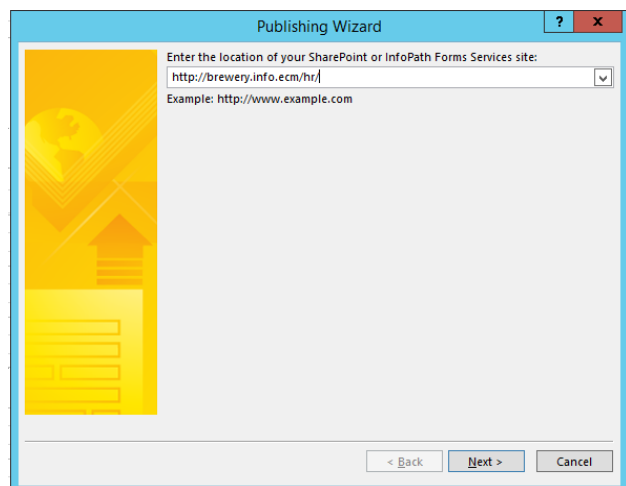 Publishing Wizard
? x
Enter the location of your SharePoint or InfoPath Forms Services site:
http://brewery.info.ecm/hr/
Example: http://www.example.com
< Back Next > Cancel